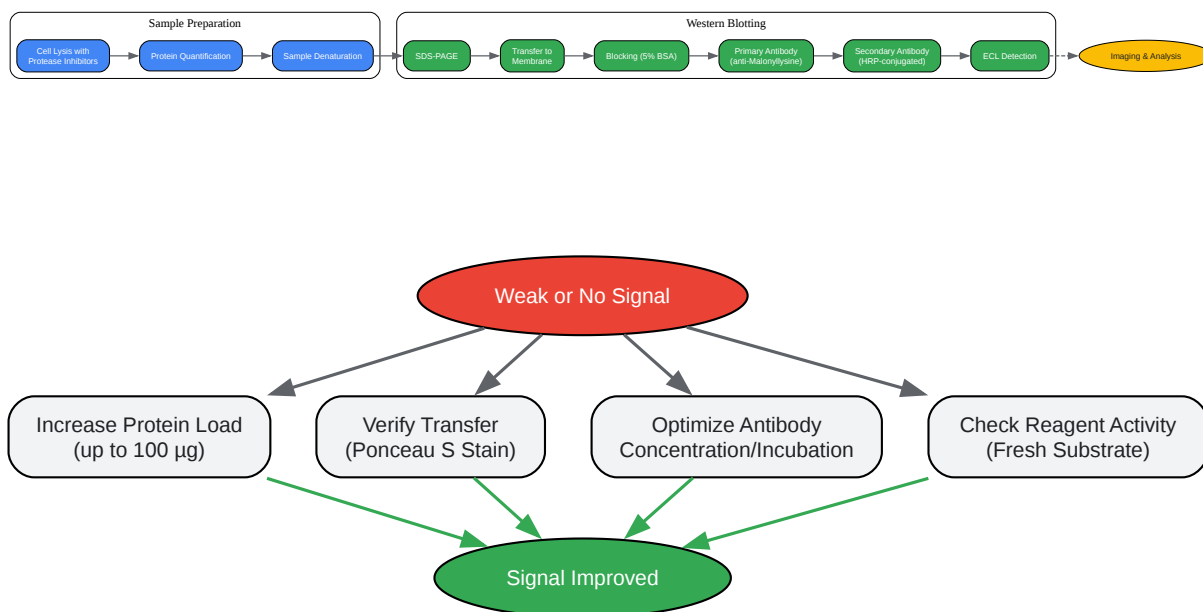 Sample Preparation
Western Blotting
Cell Lysis with
Protease Inhibitors
Protein Quantification
Sample Denaturation
SDS-PAGE
Transfer to
Membrane
Blocking (5% BSA)
Primary Antibody
(anti-Malonyllysine)
Secondary Antibody
(HRP-conjugated)
ECL Detection
Imaging & Analysis
Weak or No Signal
Increase Protein Load
(up to 100 µg)
Verify Transfer
(Ponceau S Stain)
Optimize Antibody
Concentration/Incubation
Check Reagent Activity
(Fresh Substrate)
Signal Improved